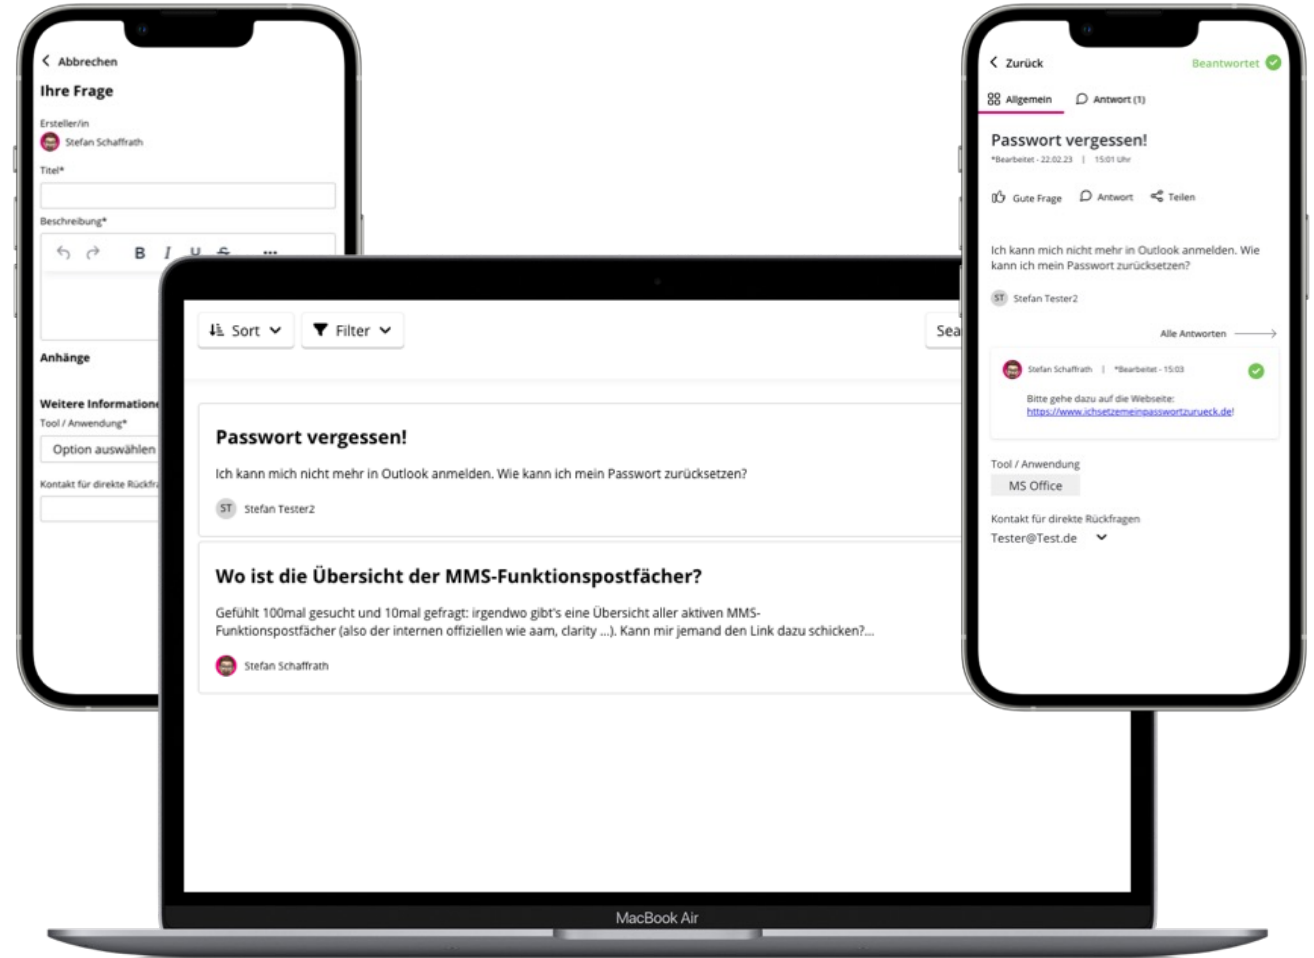 Abbrechen
Ihre Frage
Ersteller/in
Stefan Schaffrath
Titel*
Beschreibung*
B I U S ...
Anhänge
Tool / Anwendung*
Option auswählen
Kontakt für direkte
Sort
Filter
Passwort vergessen!
Ich kann mich nicht mehr in Outlook anmelden. Wie kann ich mein Passwort zurücksetzen?
ST Stefan Tester2
Wo ist die Übersicht der MMS-Funktionspostfächer?
Gefühlt 100mal gesucht und 10mal gefragt: irgendwo gibt's eine Übersicht aller aktiven MMS-
Funktionspostfächer (also der internen offiziellen wie aam, clarity ...). Kann mir jemand den Link dazu schicken?...
Stefan Schaffrath
MacBook Air
Zurück
Beantwortet
Allgemein
Antwort (1)
Passwort vergessen!
*Bearbeitet - 22.02.23 | 15:01 Uhr
Gute Frage
Antwort
Teilen
Ich kann mich nicht mehr in Outlook anmelden. Wie
kann ich mein Passwort zurücksetzen?
ST Stefan Tester2
Alle Antworten
Stefan Schaffrath | *Bearbeitet - 15:03
Bitte gehe dazu auf die Webseite:
https://www.ichsetzemeinpasswortzurueck.de!
Tool / Anwendung
MS Office
Kontakt für direkte Rückfragen
Tester@Test.de